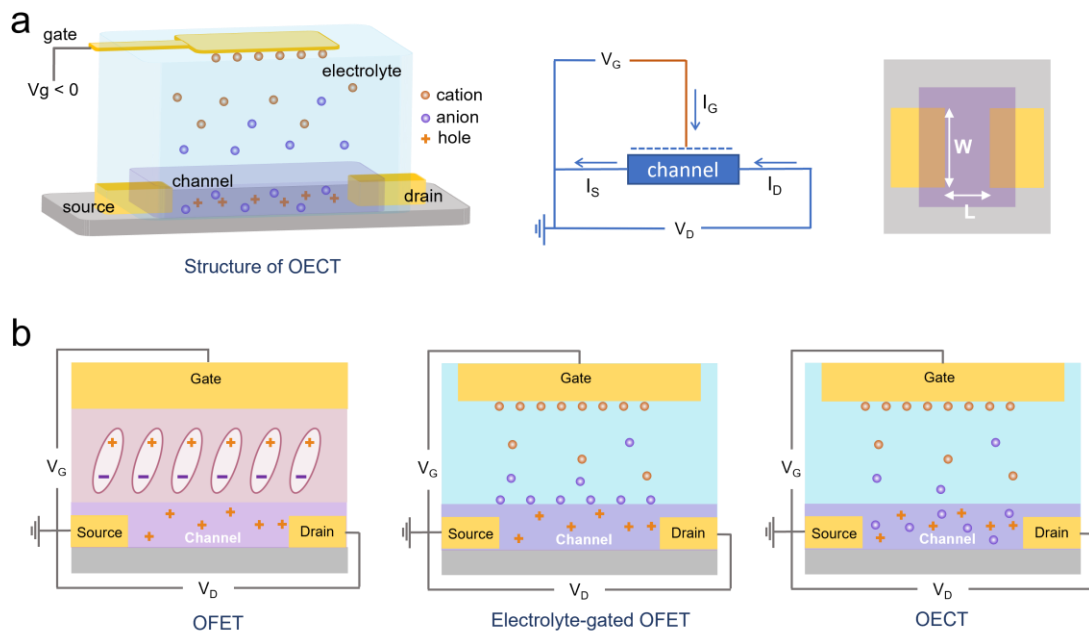 a
gate
Vg < 0
electrolyte
cation
anion
hole
channel
source
drain
Structure of OECT
V_G
I_G
channel
I_S
I_D
V_D
W
L
b
Gate
V_G
Source
Channel
Drain
V_D
OFET
Gate
V_G
Source
Channel
Drain
V_D
Electrolyte-gated OFET
Gate
V_G
Source
Channel
Drain
V_D
OECT